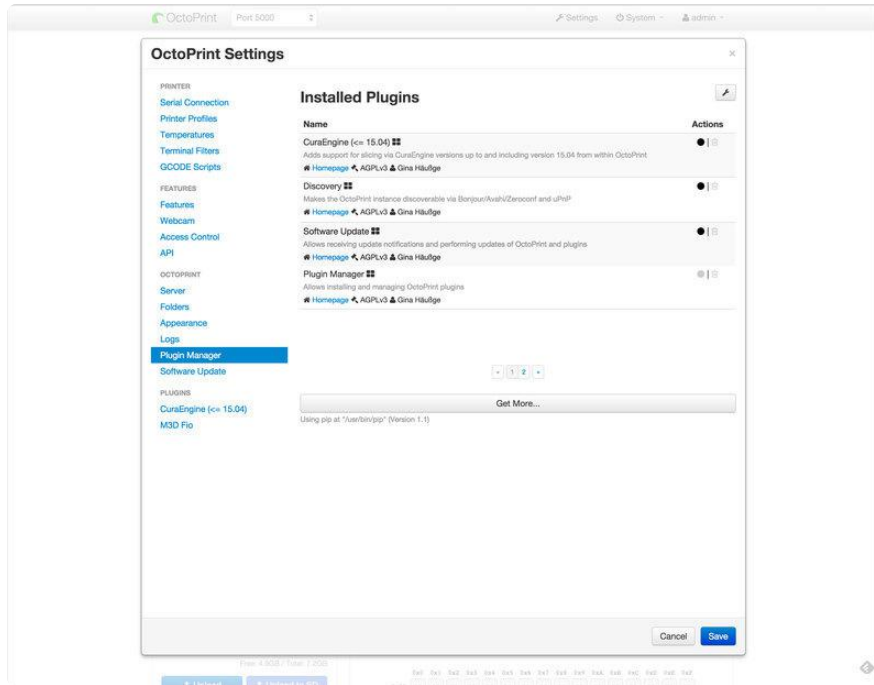 OctoPrint Port 5000 Settings System admin
OctoPrint Settings ×
PRINTER
Serial Connection
Printer Profiles
Temperatures
Terminal Filters
GCODE Scripts
FEATURES
Features
Webcam
Access Control
API
OCTOPRINT
Server
Folders
Appearance
Logs
Plugin Manager
Software Update
PLUGINS
CuraEngine (<= 15.04)
M3D Fio
Installed Plugins
Name Actions
CuraEngine (<= 15.04)
Adds support for slicing via CuraEngine versions up to and including version 15.04 from within OctoPrint
Homepage AGPLv3 Gina Häußge
Discovery
Makes the OctoPrint instance discoverable via Bonjour/Avahi/Zeroconf and uPnP
Homepage AGPLv3 Gina Häußge
Software Update
Allows receiving update notifications and performing updates of OctoPrint and plugins
Homepage AGPLv3 Gina Häußge
Plugin Manager
Allows installing and managing OctoPrint plugins
Homepage AGPLv3 Gina Häußge
« 1 2 »
Get More...
Using pip at "/usr/bin/pip" (Version 1.1)
Cancel Save
Upload Upload to SD